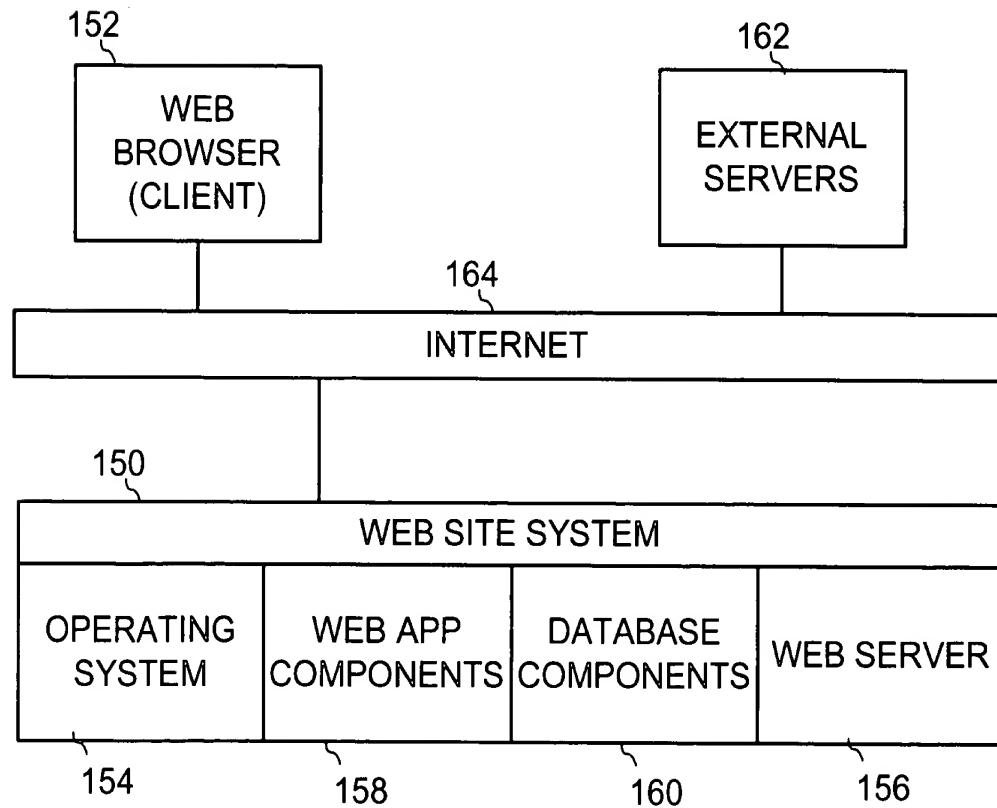 152
WEB
BROWSER
(CLIENT)
162
EXTERNAL
SERVERS
164
INTERNET
150
WEB SITE SYSTEM
OPERATING
SYSTEM
WEB APP
COMPONENTS
DATABASE
COMPONENTS
WEB SERVER
154
158
160
156